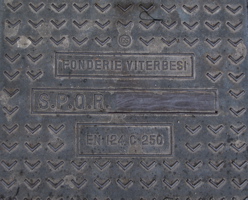 ©
FONDERIE VITERBESI
S.P.Q.R.
EN 124 C 250